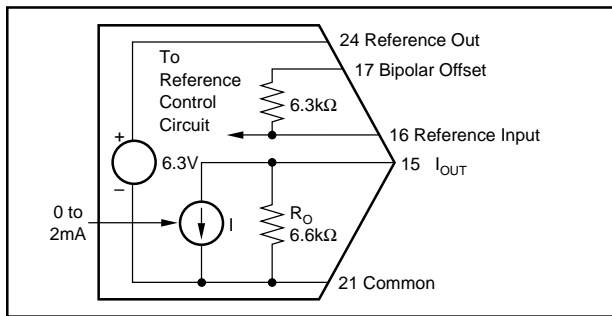 24 Reference Out
17 Bipolar Offset
To
Reference
Control
Circuit
6.3kΩ
16 Reference Input
+
6.3V
–
15 I_OUT
0 to
2mA
I
R_O
6.6kΩ
21 Common